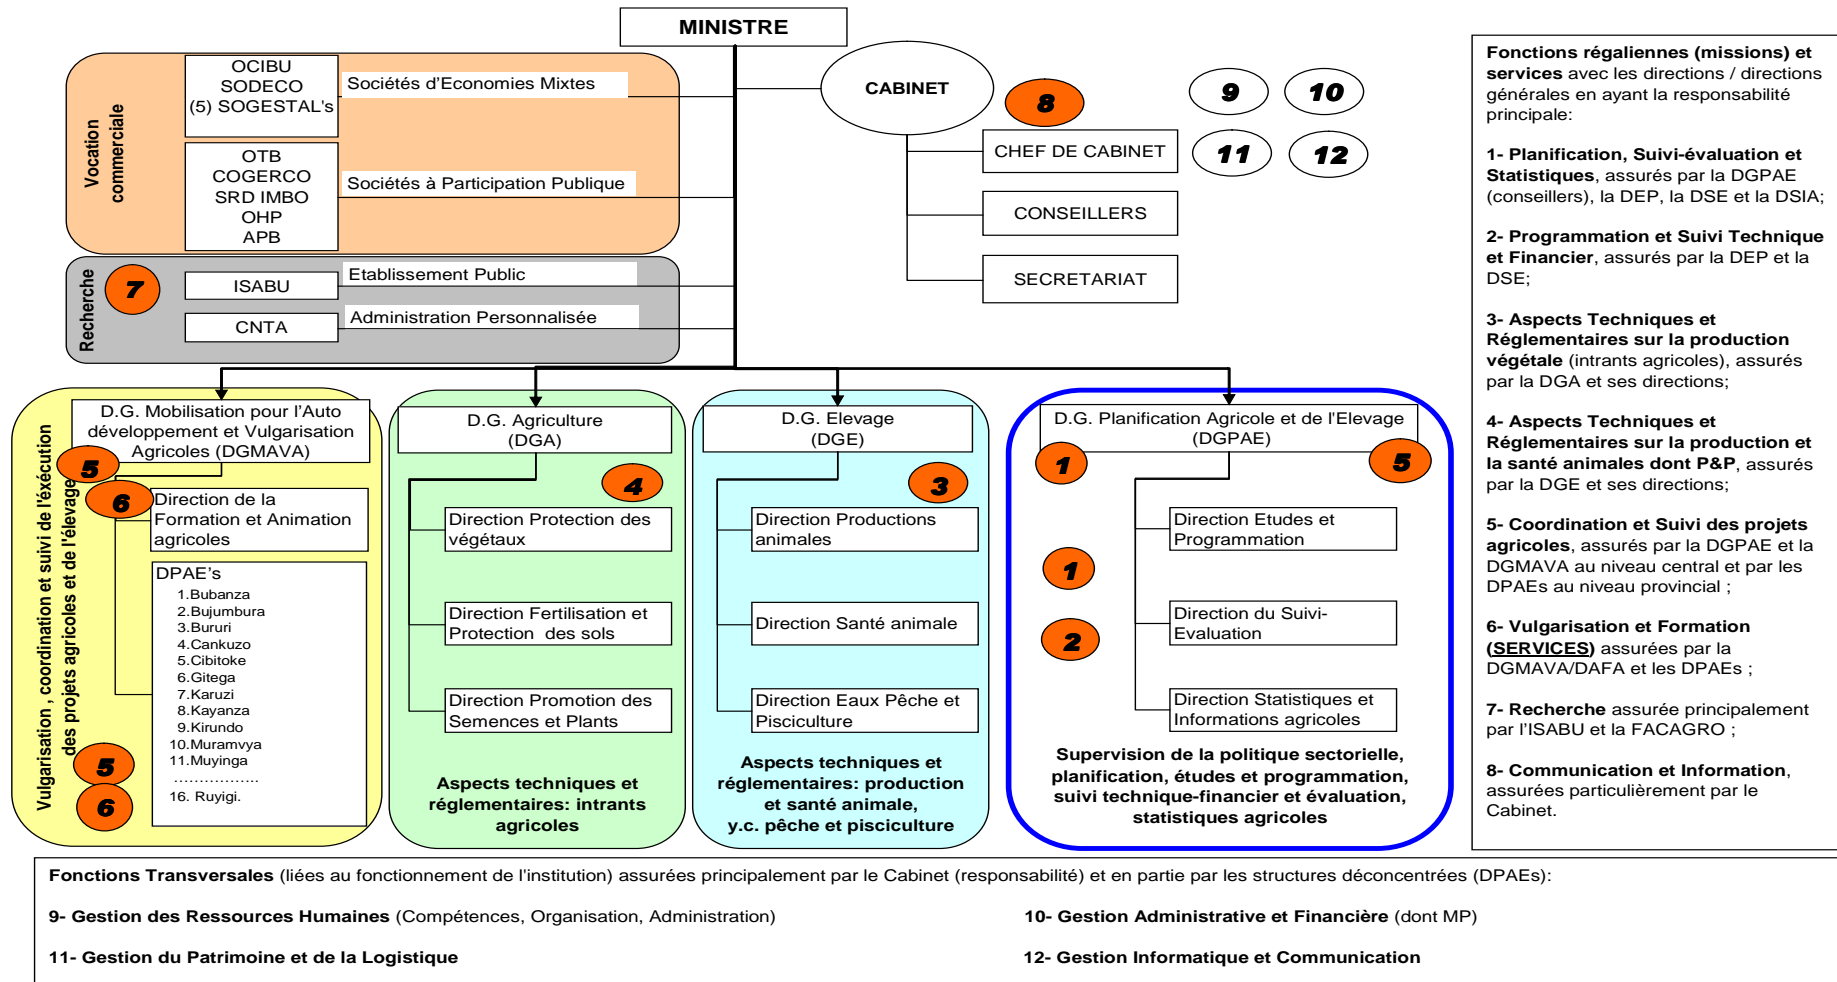 MINISTRE
OCIBU
SODECO
(5) SOGESTAL's
Sociétés d'Economies Mixtes
OTB
COGERCO
SRD IMBO
OHP
APB
Sociétés à Participation Publique
Vocation
commerciale
Recherche
7
ISABU
Etablissement Public
CNTA
Administration Personnalisée
CABINET
8
9
10
11
12
CHEF DE CABINET
CONSEILLERS
SECRETARIAT
Vulgarisation , coordination et suivi de l'éxécution
des projets agricoles et de l'élevage
D.G. Mobilisation pour l'Auto
développement et Vulgarisation
Agricoles (DGMAVA)
5
6
Direction de la
Formation et Animation
agricoles
DPAE's
1.Bubanza
2.Bujumbura
3.Bururi
4.Cankuzo
5.Cibitoke
6.Gitega
7.Karuzi
8.Kayanza
9.Kirundo
10.Muramvya
11.Muyinga
……………..
16. Ruyigi.
5
6
D.G. Agriculture
(DGA)
4
Direction Protection des
végétaux
Direction Fertilisation et
Protection  des sols
Direction Promotion des
Semences et Plants
Aspects techniques et
réglementaires: intrants
agricoles
D.G. Elevage
(DGE)
3
Direction Productions
animales
Direction Santé animale
Direction Eaux Pêche et
Pisciculture
Aspects techniques et
réglementaires: production
et santé animale,
y.c. pêche et pisciculture
D.G. Planification Agricole et de l'Elevage
(DGPAE)
1
5
Direction Etudes et
Programmation
1
Direction du Suivi-
Evaluation
2
Direction Statistiques et
Informations agricoles
Supervision de la politique sectorielle,
planification, études et programmation,
suivi technique-financier et évaluation,
statistiques agricoles
Fonctions régaliennes (missions) et
services avec les directions / directions
générales en ayant la responsabilité
principale:
1- Planification, Suivi-évaluation et
Statistiques, assurés par la DGPAE
(conseillers), la DEP, la DSE et la DSIA;
2- Programmation et Suivi Technique
et Financier, assurés par la DEP et la
DSE;
3- Aspects Techniques et
Réglementaires sur la production
végétale (intrants agricoles), assurés
par la DGA et ses directions;
4- Aspects Techniques et
Réglementaires sur la production et
la santé animales dont P&P, assurés
par la DGE et ses directions;
5- Coordination et Suivi des projets
agricoles, assurés par la DGPAE et la
DGMAVA au niveau central et par les
DPAEs au niveau provincial ;
6- Vulgarisation et Formation
(SERVICES) assurées par la
DGMAVA/DAFA et les DPAEs ;
7- Recherche assurée principalement
par l'ISABU et la FACAGRO ;
8- Communication et Information,
assurées particulièrement par le
Cabinet.
Fonctions Transversales (liées au fonctionnement de l'institution) assurées principalement par le Cabinet (responsabilité) et en partie par les structures déconcentrées (DPAEs):
9- Gestion des Ressources Humaines (Compétences, Organisation, Administration)
10- Gestion Administrative et Financière (dont MP)
11- Gestion du Patrimoine et de la Logistique
12- Gestion Informatique et Communication